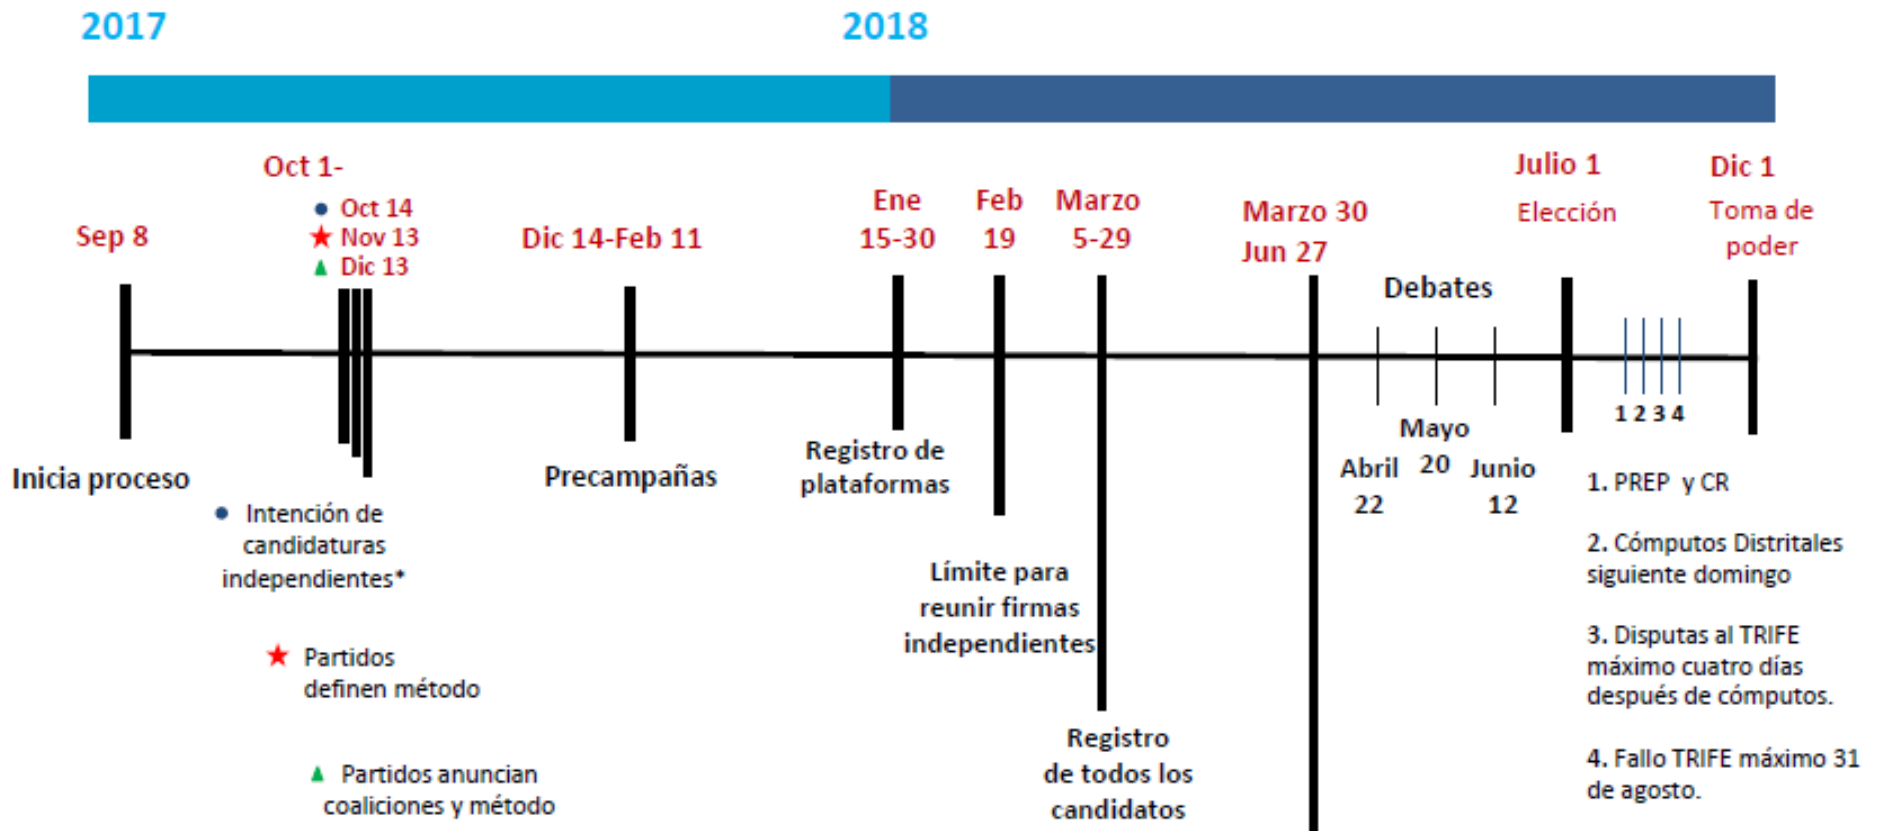 2017
2018
Oct 1-
Oct 14
Nov 13
Dic 13
Sep 8
Dic 14-Feb 11
Ene
15-30
Feb
19
Marzo
5-29
Marzo 30
Jun 27
Julio 1
Elección
Dic 1
Toma de
poder
Debates
Inicia proceso
Intención de
candidaturas
independientes*
Partidos
definen método
Partidos anuncian
coaliciones y método
Precampañas
Registro de
plataformas
Límite para
reunir firmas
independientes
Registro
de todos los
candidatos
Abril
22
Mayo
20
Junio
12
1 2 3 4
1. PREP y CR
2. Cómputos Distritales
siguiente domingo
3. Disputas al TRIFE
máximo cuatro días
después de cómputos.
4. Fallo TRIFE máximo 31
de agosto.